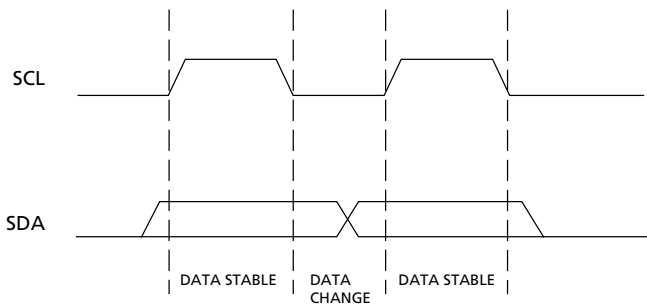 SCL
SDA
DATA STABLE
DATA
CHANGE
DATA STABLE